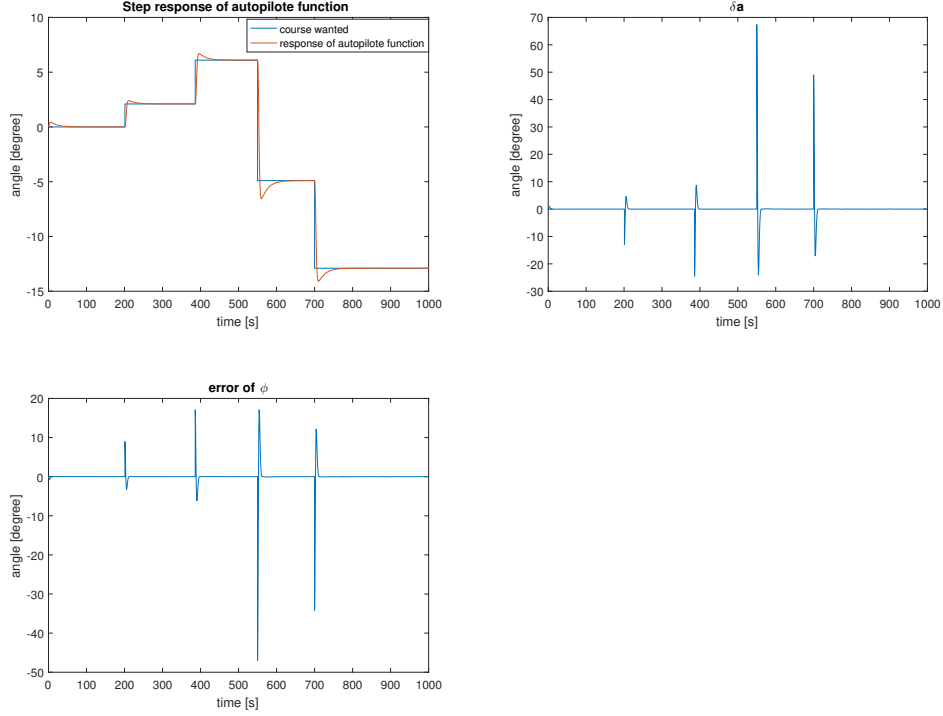 Step response of autopilote function
course wanted
response of autopilote function
angle [degree]
10
5
0
-5
-10
-15
0 100 200 300 400 500 600 700 800 900 1000
time [s]
δa
angle [degree]
70
60
50
40
30
20
10
0
-10
-20
-30
0 100 200 300 400 500 600 700 800 900 1000
time [s]
error of ϕ
angle [degree]
20
10
0
-10
-20
-30
-40
-50
0 100 200 300 400 500 600 700 800 900 1000
time [s]